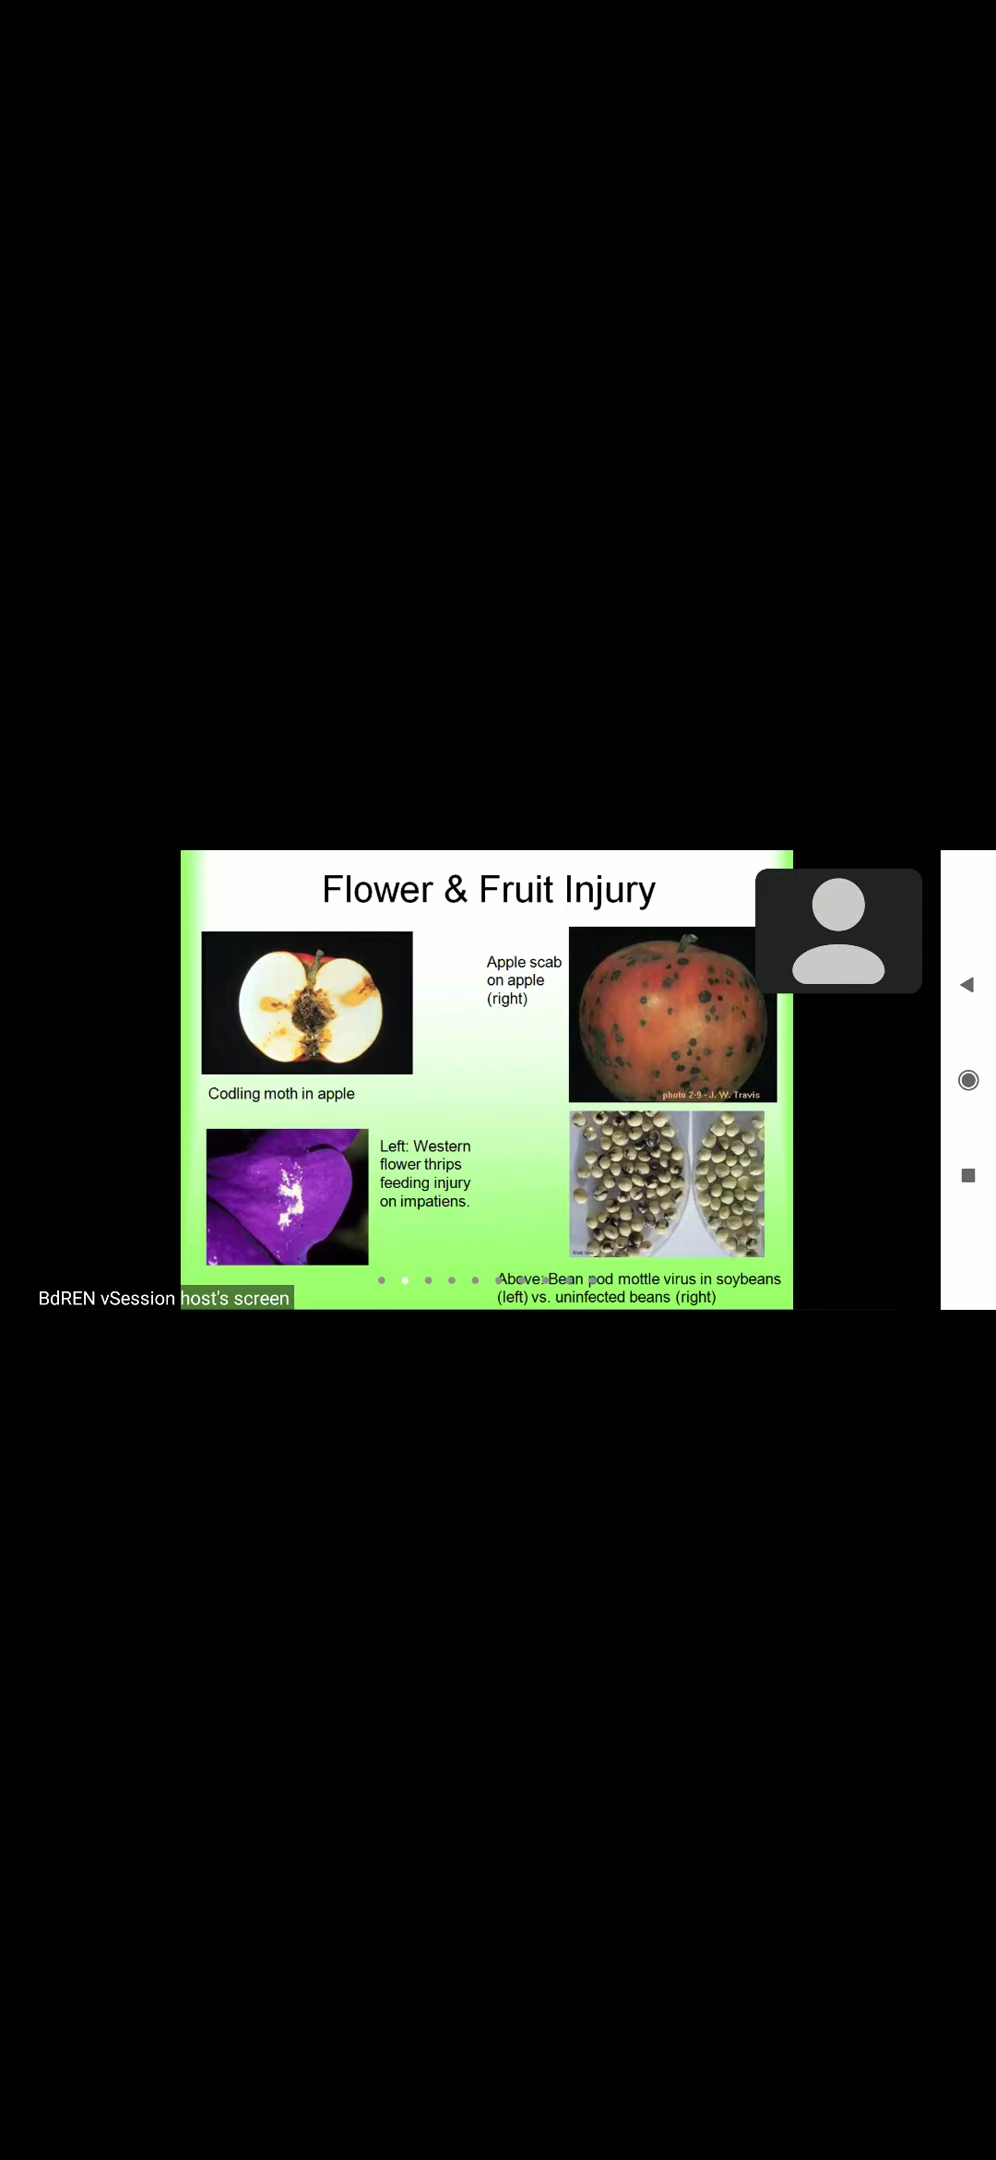 Flower & Fruit Injury
Apple scab
on apple
(right)
photo 2-9 - J. W. Travis
Codling moth in apple
Left: Western
flower thrips
feeding injury
on impatiens.
Above: Bean pod mottle virus in soybeans
(left) vs. uninfected beans (right)
BdREN vSession host's screen